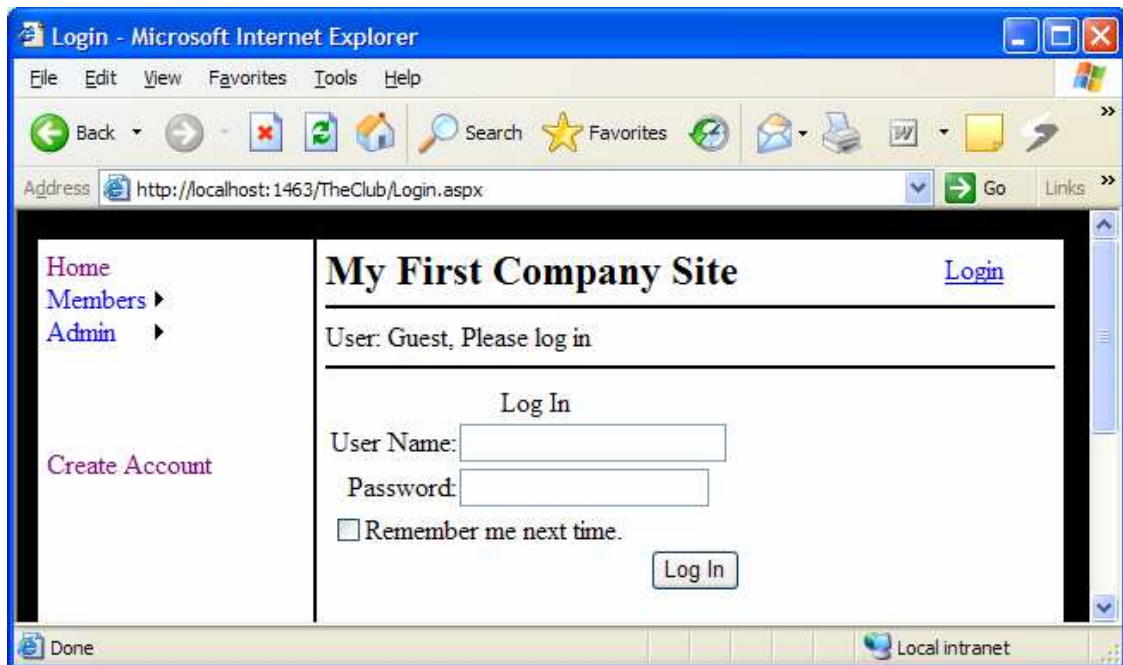 Login - Microsoft Internet Explorer
File Edit View Favorites Tools Help
Back Search Favorites »
Address http://localhost:1463/TheClub/Login.aspx Go Links »
Home
Members
Admin
Create Account
My First Company Site Login
User: Guest, Please log in
Log In
User Name:
Password:
Remember me next time.
Log In
Done Local intranet